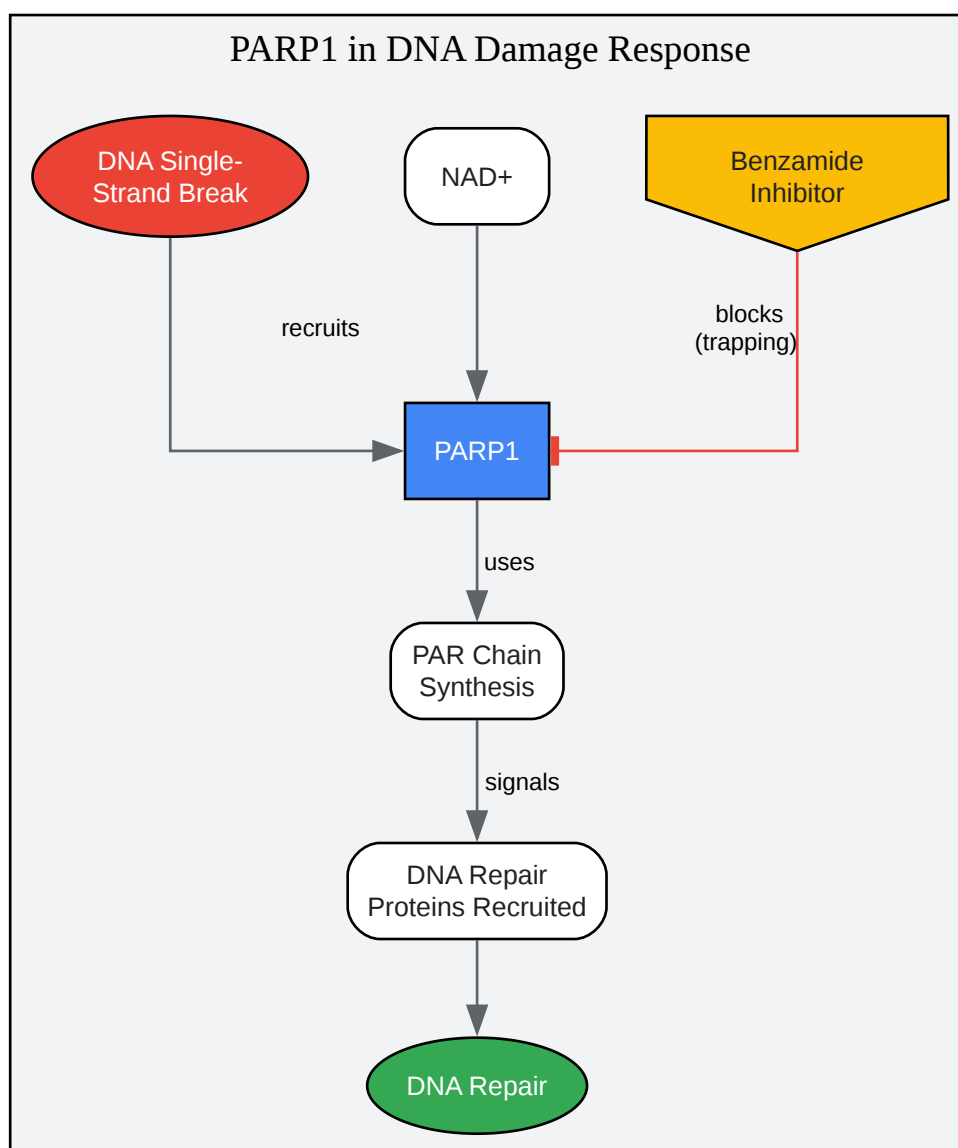 PARP1 in DNA Damage Response
DNA Single-
Strand Break
NAD+
Benzamide
Inhibitor
recruits
blocks
(trapping)
PARP1
uses
PAR Chain
Synthesis
signals
DNA Repair
Proteins Recruited
DNA Repair